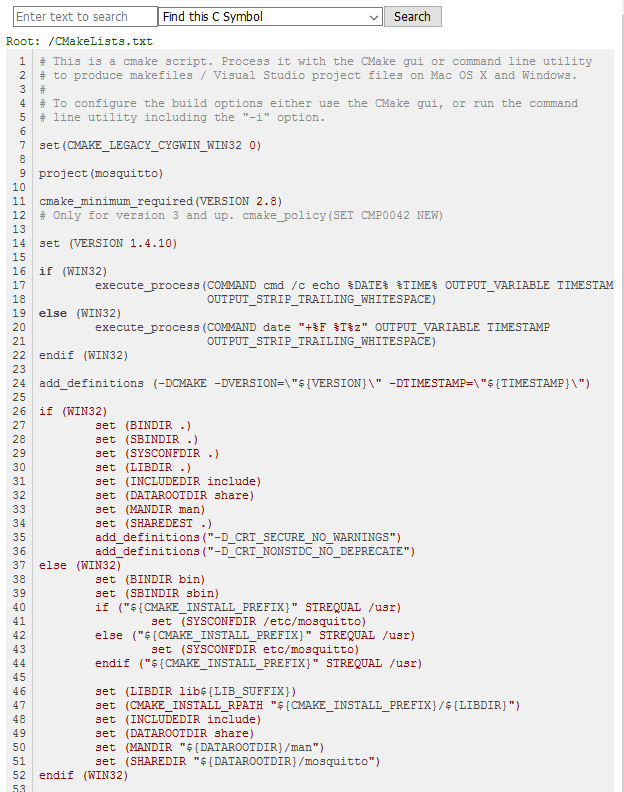 Enter text to search Find this C Symbol Search
Root: /CMakeLists.txt
1 # This is a cmake script. Process it with the CMake gui or command line utility
2 # to produce makefiles / Visual Studio project files on Mac OS X and Windows.
3 #
4 # To configure the build options either use the CMake gui, or run the command
5 # line utility including the "-i" option.
6
7 set(CMAKE_LEGACY_CYGWIN_WIN32 0)
8
9 project(mosquitto)
10
11 cmake_minimum_required(VERSION 2.8)
12 # Only for version 3 and up. cmake_policy(SET CMP0042 NEW)
13
14 set (VERSION 1.4.10)
15
16 if (WIN32)
17 execute_process(COMMAND cmd /c echo %DATE% %TIME% OUTPUT_VARIABLE TIMESTAM
18 OUTPUT_STRIP_TRAILING_WHITESPACE)
19 else (WIN32)
20 execute_process(COMMAND date "+%F %T%z" OUTPUT_VARIABLE TIMESTAMP
21 OUTPUT_STRIP_TRAILING_WHITESPACE)
22 endif (WIN32)
23
24 add_definitions (-DCMAKE -DVERSION=\"${VERSION}\" -DTIMESTAMP=\"${TIMESTAMP}\")
25
26 if (WIN32)
27 set (BINDIR .)
28 set (SBINDIR .)
29 set (SYSCONFDIR .)
30 set (LIBDIR .)
31 set (INCLUDEDIR include)
32 set (DATAROOTDIR share)
33 set (MANDIR man)
34 set (SHAREDEST .)
35 add_definitions("-D_CRT_SECURE_NO_WARNINGS")
36 add_definitions("-D_CRT_NONSTDC_NO_DEPRECATE")
37 else (WIN32)
38 set (BINDIR bin)
39 set (SBINDIR sbin)
40 if ("${CMAKE_INSTALL_PREFIX}" STREQUAL /usr)
41 set (SYSCONFDIR /etc/mosquitto)
42 else ("${CMAKE_INSTALL_PREFIX}" STREQUAL /usr)
43 set (SYSCONFDIR etc/mosquitto)
44 endif ("${CMAKE_INSTALL_PREFIX}" STREQUAL /usr)
45
46 set (LIBDIR lib${LIB_SUFFIX})
47 set (CMAKE_INSTALL_RPATH "${CMAKE_INSTALL_PREFIX}/${LIBDIR}")
48 set (INCLUDEDIR include)
49 set (DATAROOTDIR share)
50 set (MANDIR "${DATAROOTDIR}/man")
51 set (SHAREDIR "${DATAROOTDIR}/mosquitto")
52 endif (WIN32)
53